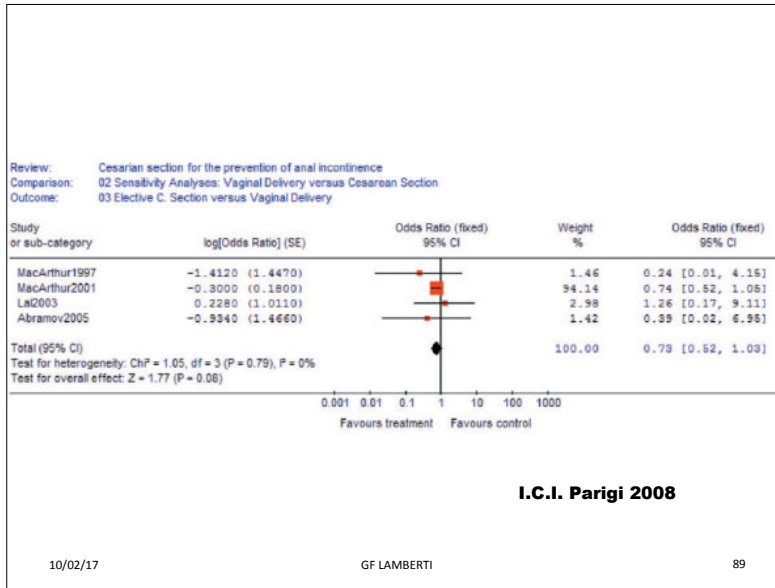 Review: Cesarian section for the prevention of anal incontinence
Comparison: 02 Sensitivity Analyses: Vaginal Delivery versus Cesarean Section
Outcome: 03 Elective C. Section versus Vaginal Delivery
Study Odds Ratio (fixed) Weight Odds Ratio (fixed)
or sub-category log[Odds Ratio] (SE) 95% CI % 95% CI
MacArthur1997 -1.4120 (1.4470) 1.46 0.24 [0.01, 4.15]
MacArthur2001 -0.3000 (0.1800) 94.14 0.74 [0.52, 1.05]
Lal2003 0.2280 (1.0110) 2.98 1.26 [0.17, 9.11]
Abramov2005 -0.9340 (1.4660) 1.42 0.39 [0.02, 6.95]
Total (95% CI) 100.00 0.73 [0.52, 1.03]
Test for heterogeneity: Chi² = 1.05, df = 3 (P = 0.79), I² = 0%
Test for overall effect: Z = 1.77 (P = 0.08)
0.001 0.01 0.1 1 10 100 1000
Favours treatment Favours control
I.C.I. Parigi 2008
10/02/17 GF LAMBERTI 89